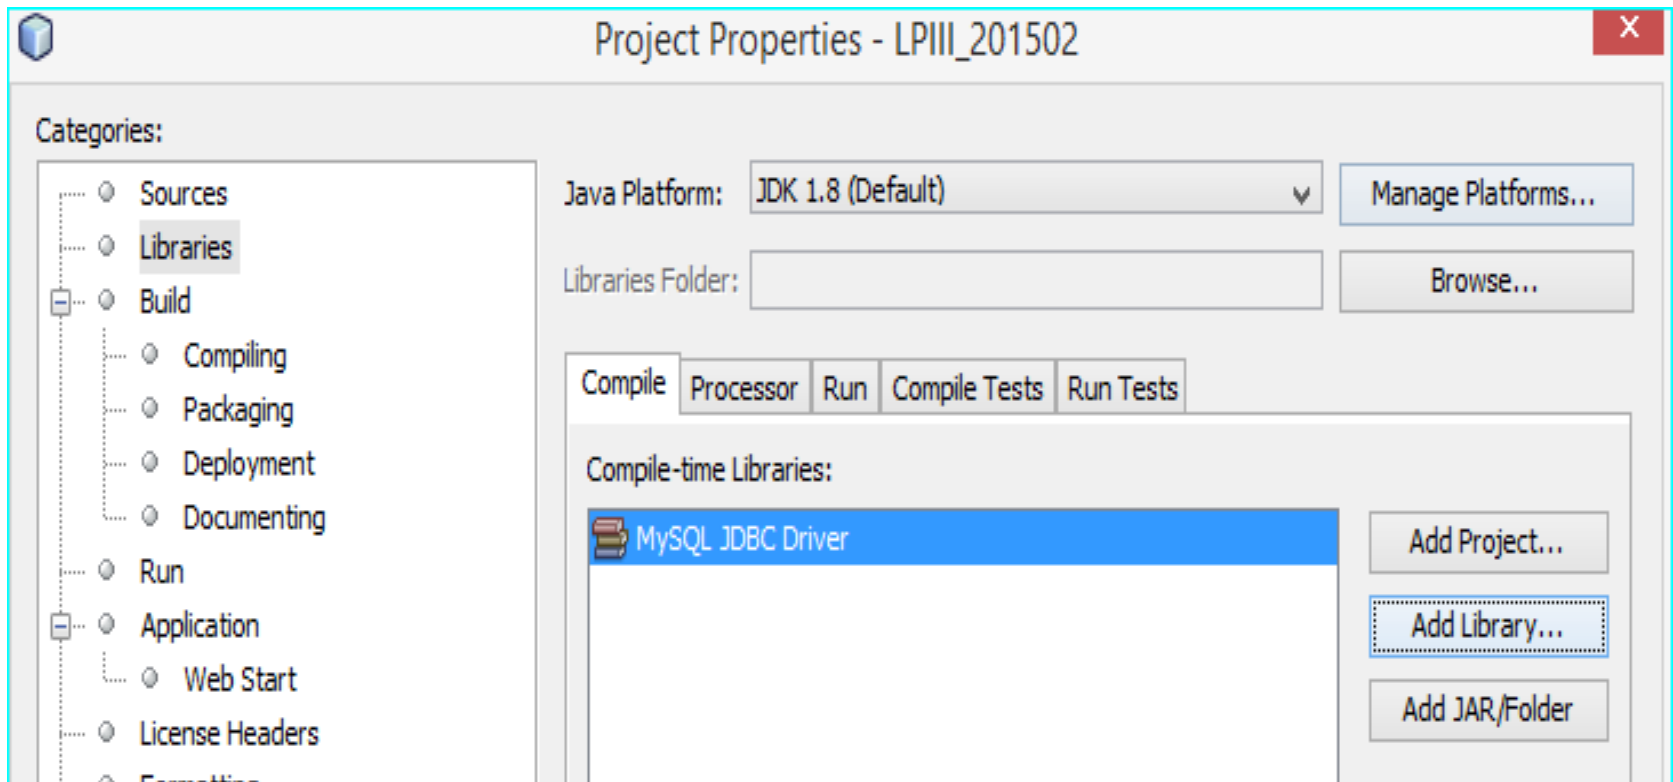 Project Properties - LPIII_201502
X
Categories:
Sources
Libraries
Build
Compiling
Packaging
Deployment
Documenting
Run
Application
Web Start
License Headers
Formatting
Java Platform:
JDK 1.8 (Default)
Manage Platforms...
Libraries Folder:
Browse...
Compile
Processor
Run
Compile Tests
Run Tests
Compile-time Libraries:
MySQL JDBC Driver
Add Project...
Add Library...
Add JAR/Folder